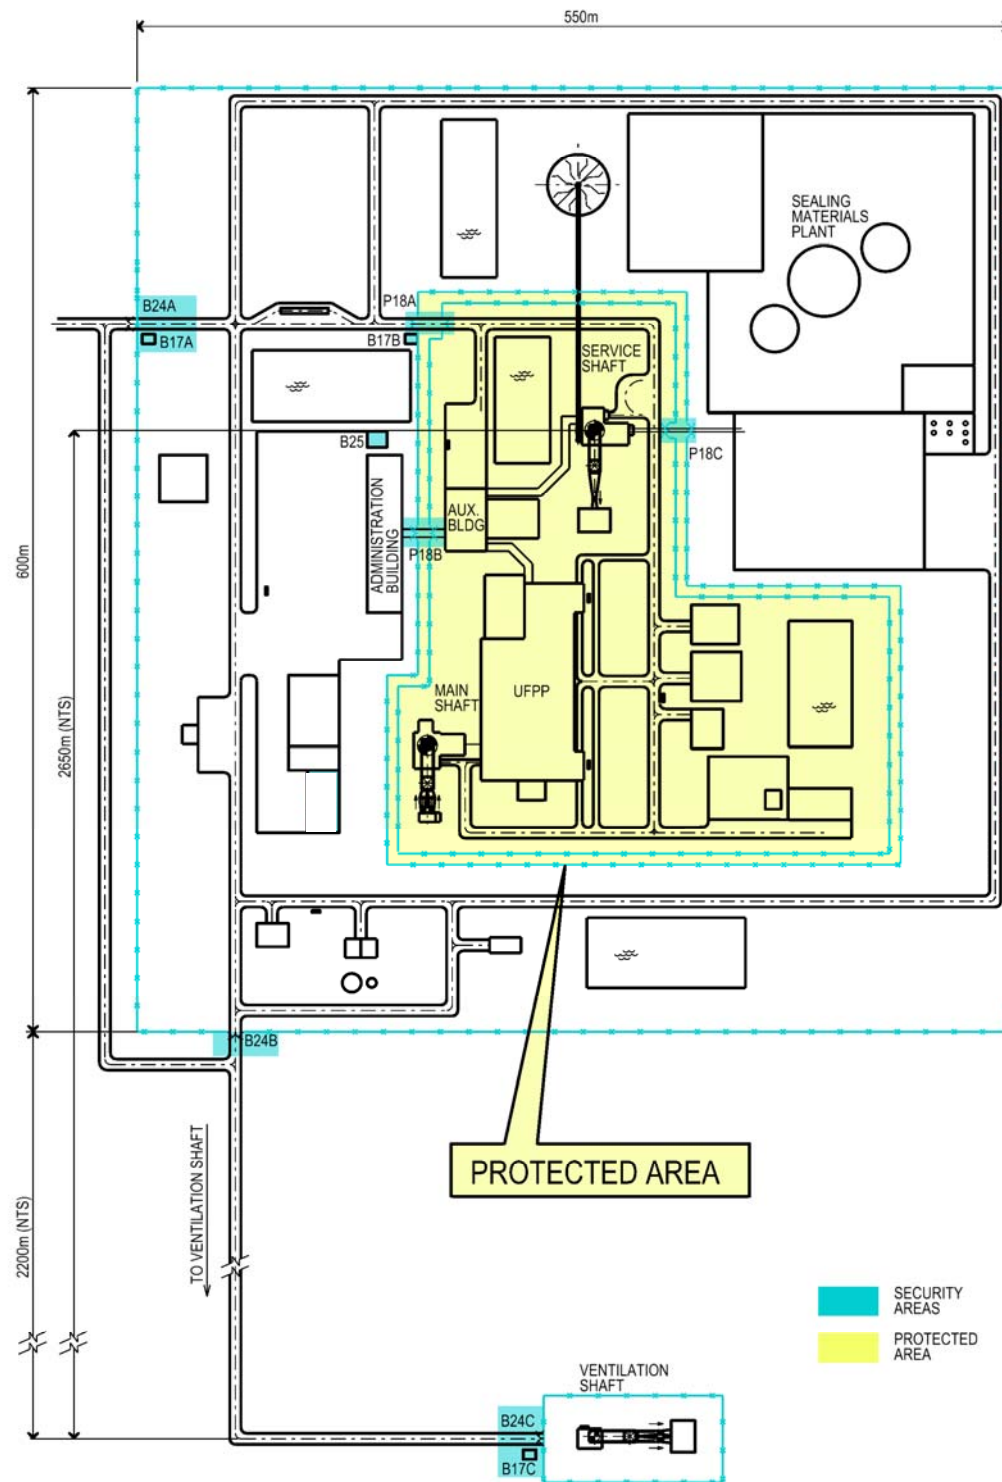 550m
SEALING
MATERIALS
PLANT
B24A
P18A
B17A
B17B
SERVICE
SHAFT
B25
P18C
600m
AUX.
BLDG
ADMINISTRATION
BUILDING
P18B
2650m (NTS)
MAIN
SHAFT
UFPP
B24B
PROTECTED AREA
TO VENTILATION SHAFT
2200m (NTS)
SECURITY
AREAS
PROTECTED
AREA
VENTILATION
SHAFT
B24C
B17C